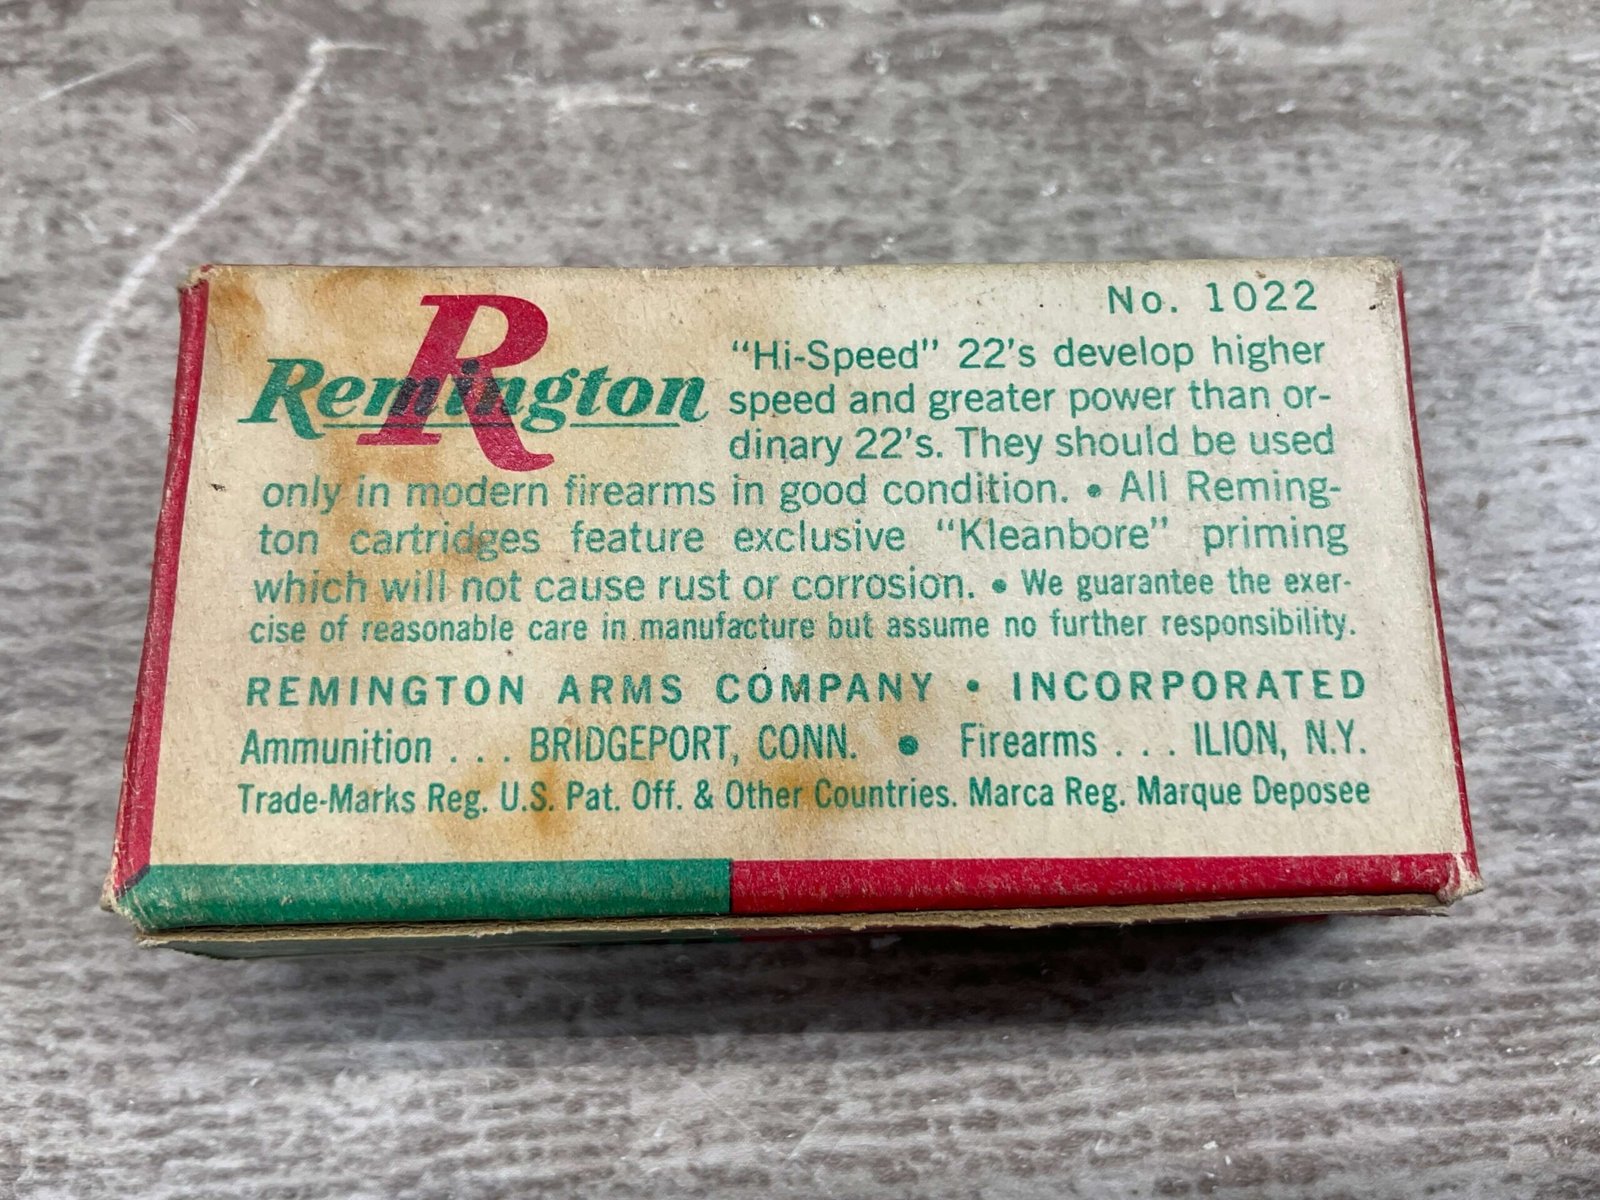 R
Remington
No. 1022
"Hi-Speed" 22's develop higher
speed and greater power than or-
dinary 22's. They should be used
only in modern firearms in good condition. • All Reming-
ton cartridges feature exclusive "Kleanbore" priming
which will not cause rust or corrosion. • We guarantee the exer-
cise of reasonable care in manufacture but assume no further responsibility.
REMINGTON ARMS COMPANY • INCORPORATED
Ammunition . . . BRIDGEPORT, CONN. • Firearms . . . ILION, N.Y.
Trade-Marks Reg. U.S. Pat. Off. & Other Countries. Marca Reg. Marque Deposee